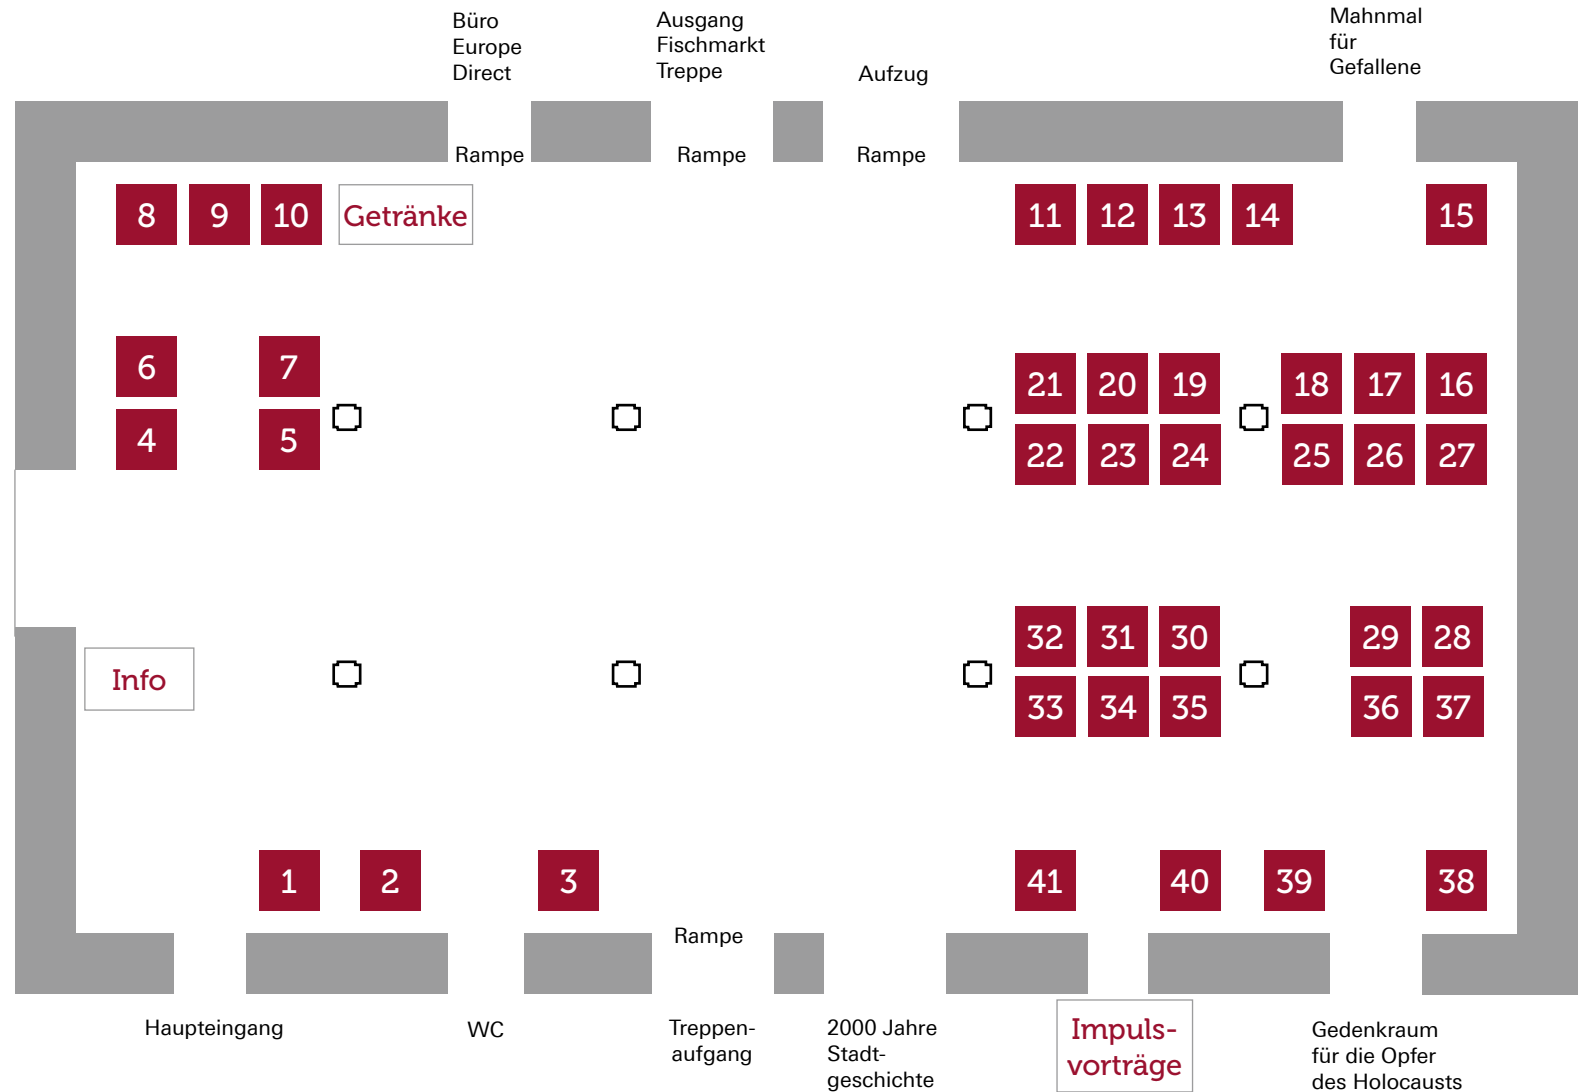 Büro
Europe
Direct
Ausgang
Fischmarkt
Treppe
Aufzug
Mahnmal
für
Gefallene
Rampe
Rampe
Rampe
8 9 10 Getränke 11 12 13 14 15
6 7 21 20 19 18 17 16
4 5 22 23 24 25 26 27
32 31 30 29 28
Info 33 34 35 36 37
1 2 3 41 40 39 38
Rampe
Haupteingang
WC
Treppen-
aufgang
2000 Jahre
Stadt-
geschichte
Impuls-
vorträge
Gedenkraum
für die Opfer
des Holocausts